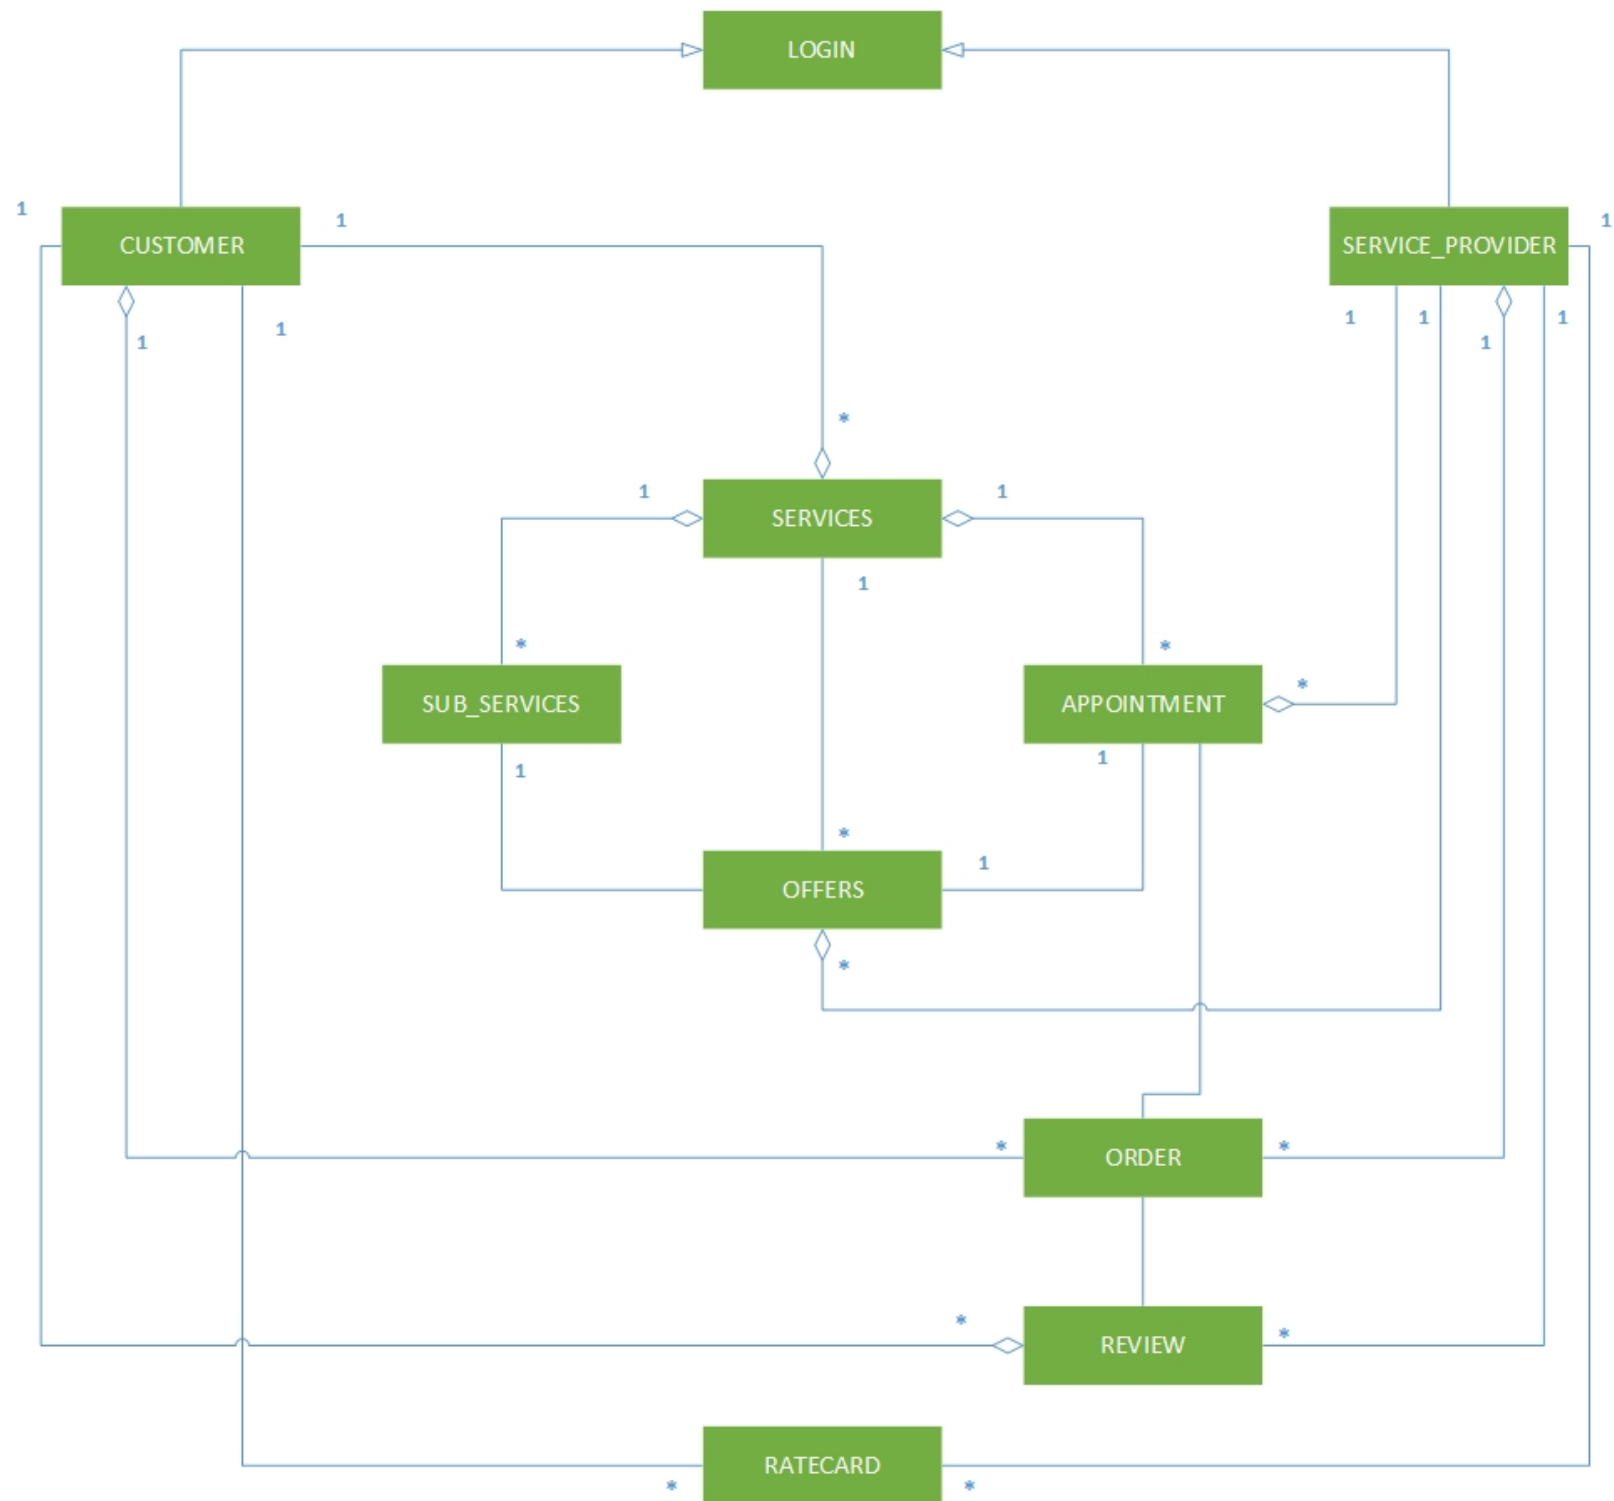 LOGIN
1
CUSTOMER
1
SERVICE_PROVIDER
1
1
1
1
1
1
1
*
1
SERVICES
1
1
*
*
SUB_SERVICES
APPOINTMENT
*
1
1
*
1
OFFERS
*
*
ORDER
*
*
REVIEW
*
RATECARD
*
*